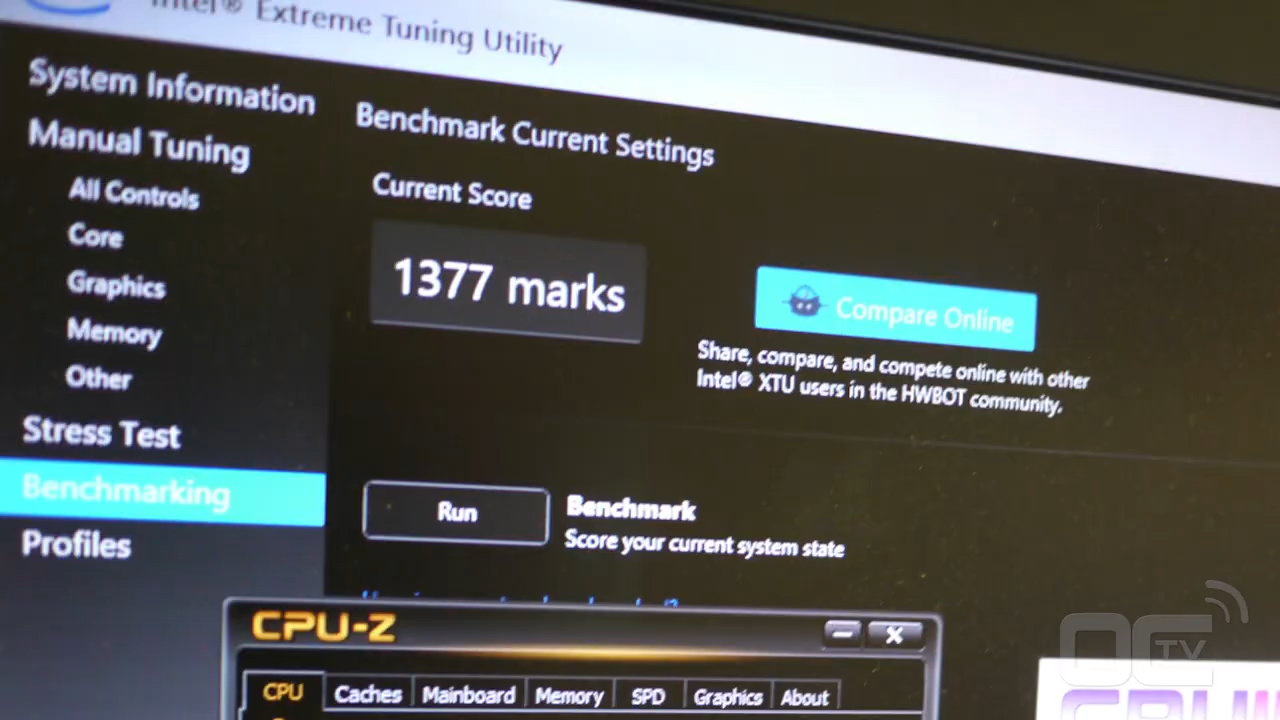 Intel® Extreme Tuning Utility
System Information
Manual Tuning
All Controls
Core
Graphics
Memory
Other
Stress Test
Benchmarking
Profiles
Benchmark Current Settings
Current Score
1377 marks
Compare Online
Share, compare, and compete online with other
Intel® XTU users in the HWBOT community.
Run
Benchmark
Score your current system state
CPU-Z
CPU Caches Mainboard Memory SPD Graphics About
OC TV